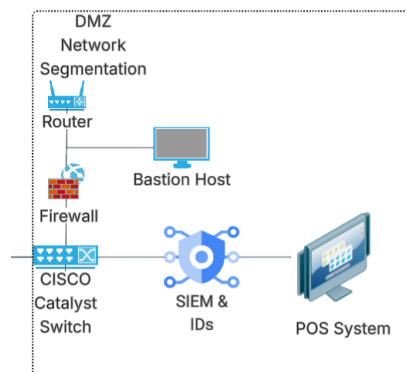 DMZ
Network
Segmentation
Router
Bastion Host
Firewall
CISCO
Catalyst
Switch
SIEM &
IDs
POS System